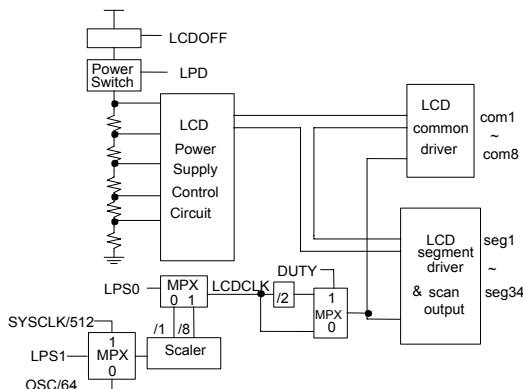 LCDOFF
Power
Switch
LPD
LCD
Power
Supply
Control
Circuit
LCD
common
driver
com1
~
com8
LCD
segment
driver
& scan
output
seg1
~
seg34
DUTY
LPS0
MPX
0 1
LCDCLK
/2
1
MPX
0
SYSCLK/512
/1 /8
LPS1
1
MPX
0
Scaler
OSC/64